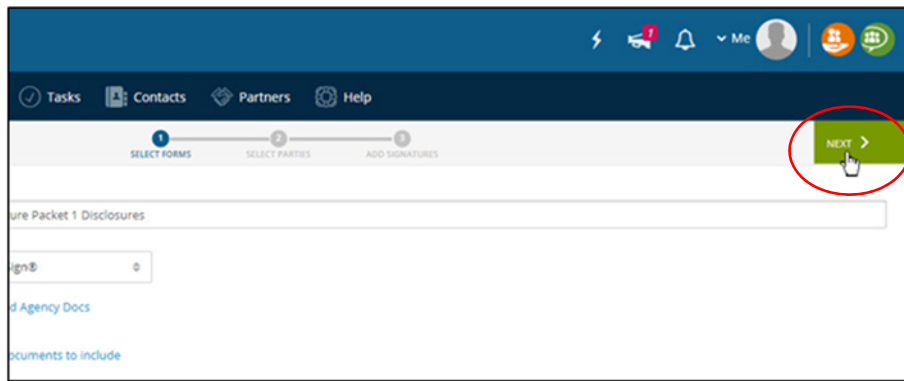 1
Me
Tasks Contacts Partners Help
1 2 3
SELECT FORMS SELECT PARTIES ADD SIGNATURES
NEXT
ure Packet 1 Disclosures
ign®
d Agency Docs
ocuments to include